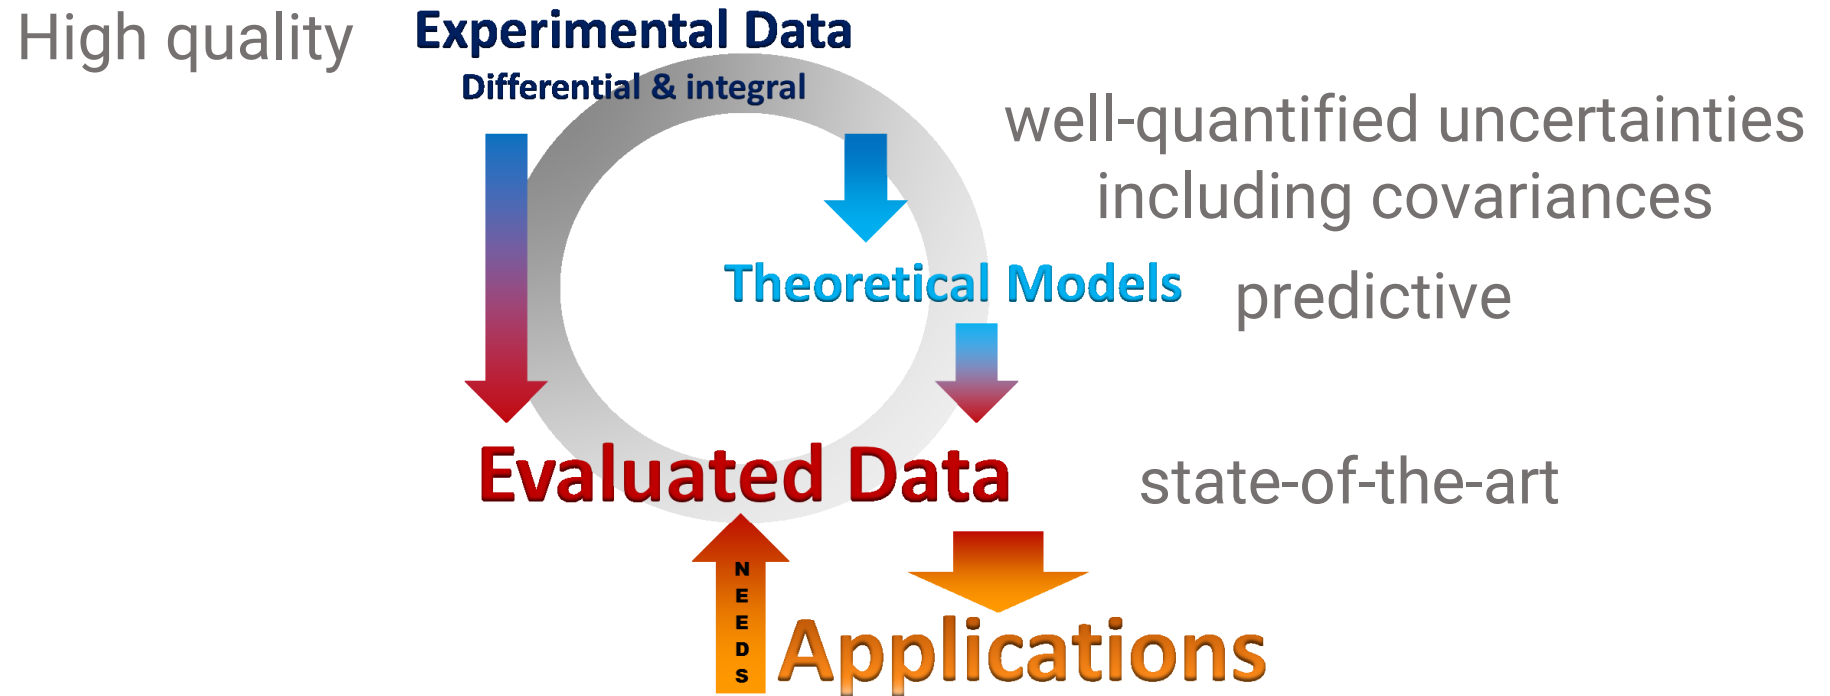 High quality
Experimental Data
Differential & integral
well-quantified uncertainties
including covariances
Theoretical Models
predictive
Evaluated Data
state-of-the-art
NEEDS
Applications